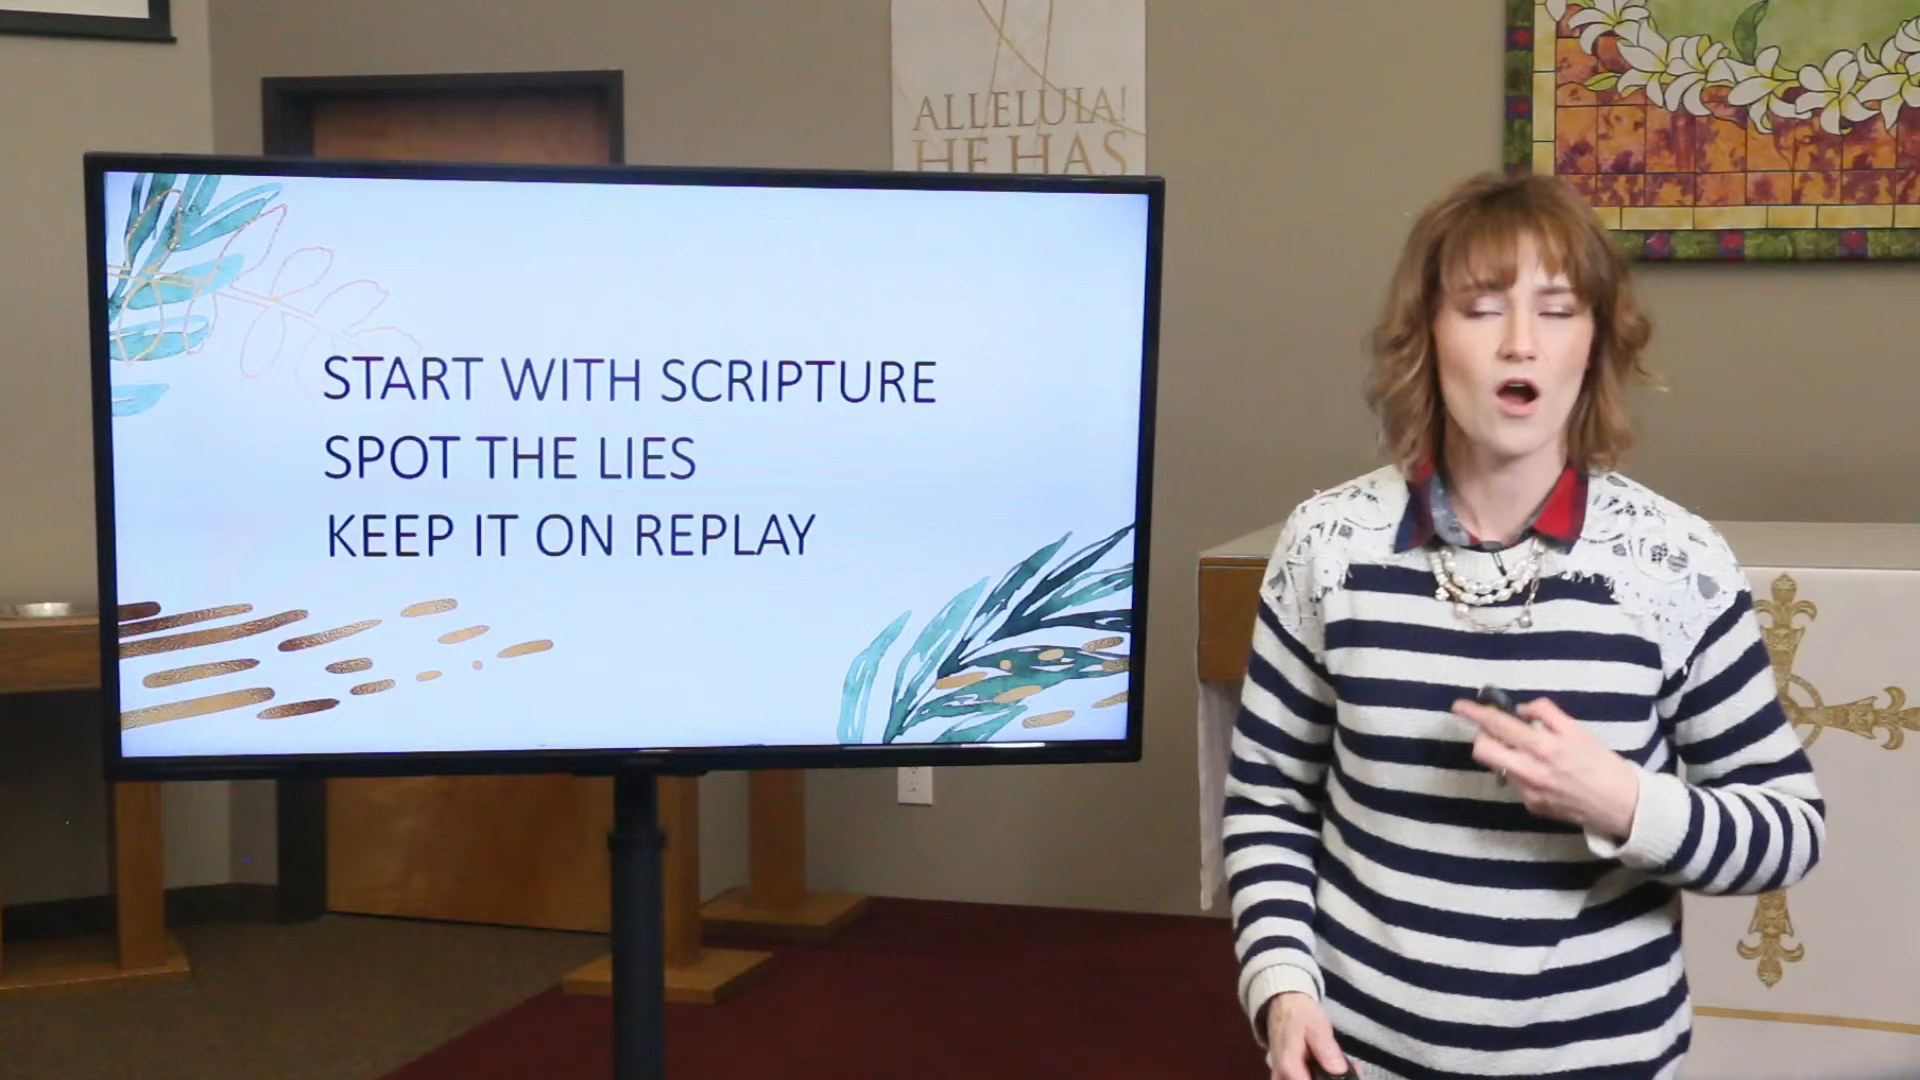 ALLELUIA!
HE HAS
START WITH SCRIPTURE
SPOT THE LIES
KEEP IT ON REPLAY